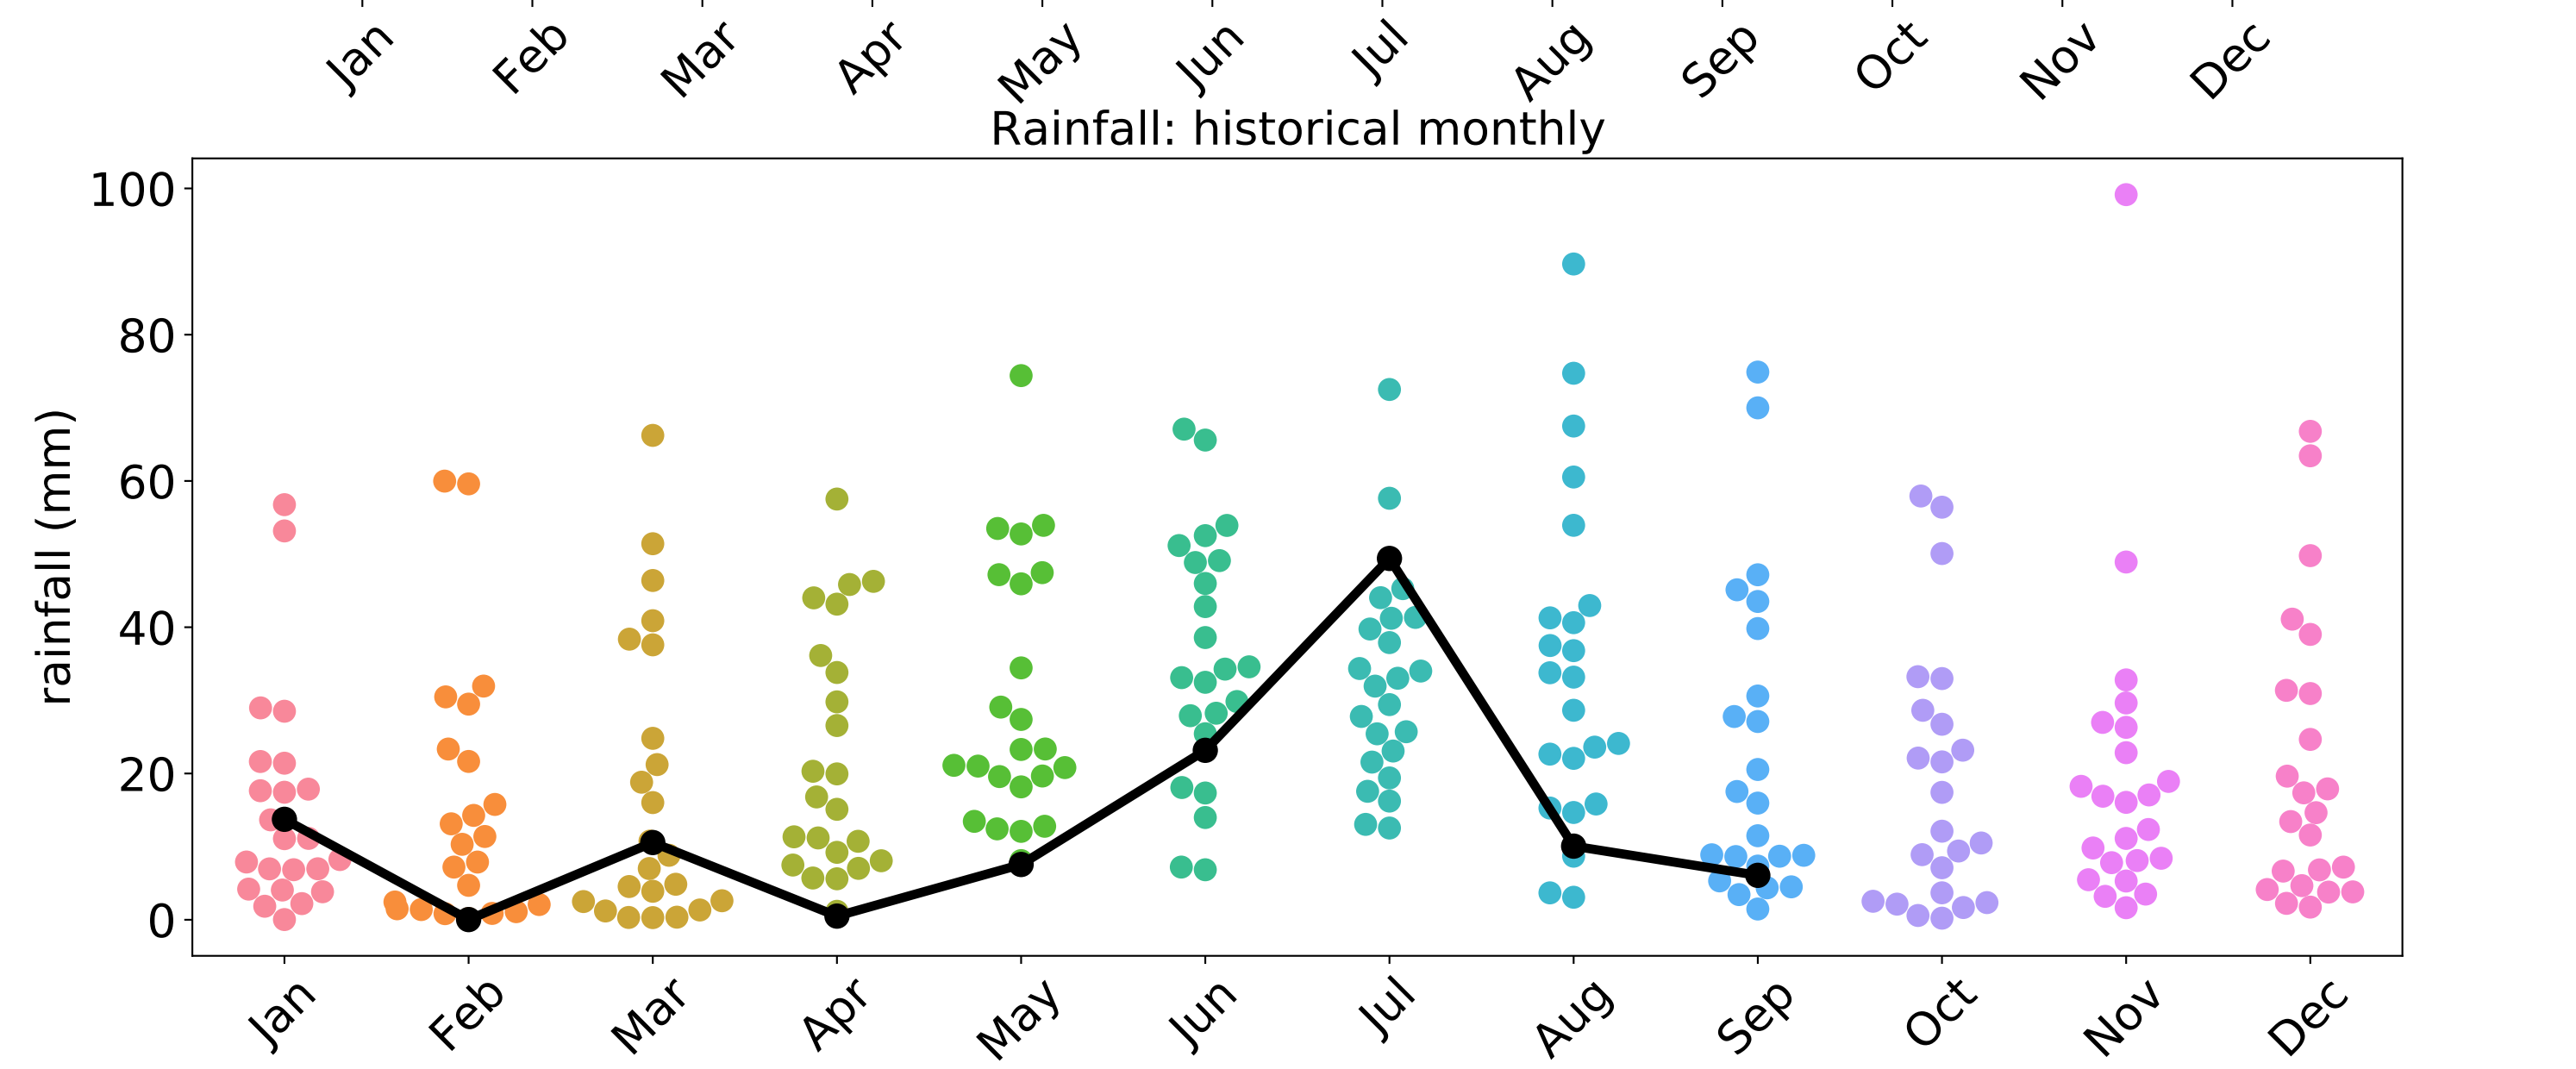 Jan Feb Mar Apr May Jun Jul Aug Sep Oct Nov Dec
Rainfall: historical monthly
100
80
60
40
20
0
rainfall (mm)
Jan Feb Mar Apr May Jun Jul Aug Sep Oct Nov Dec